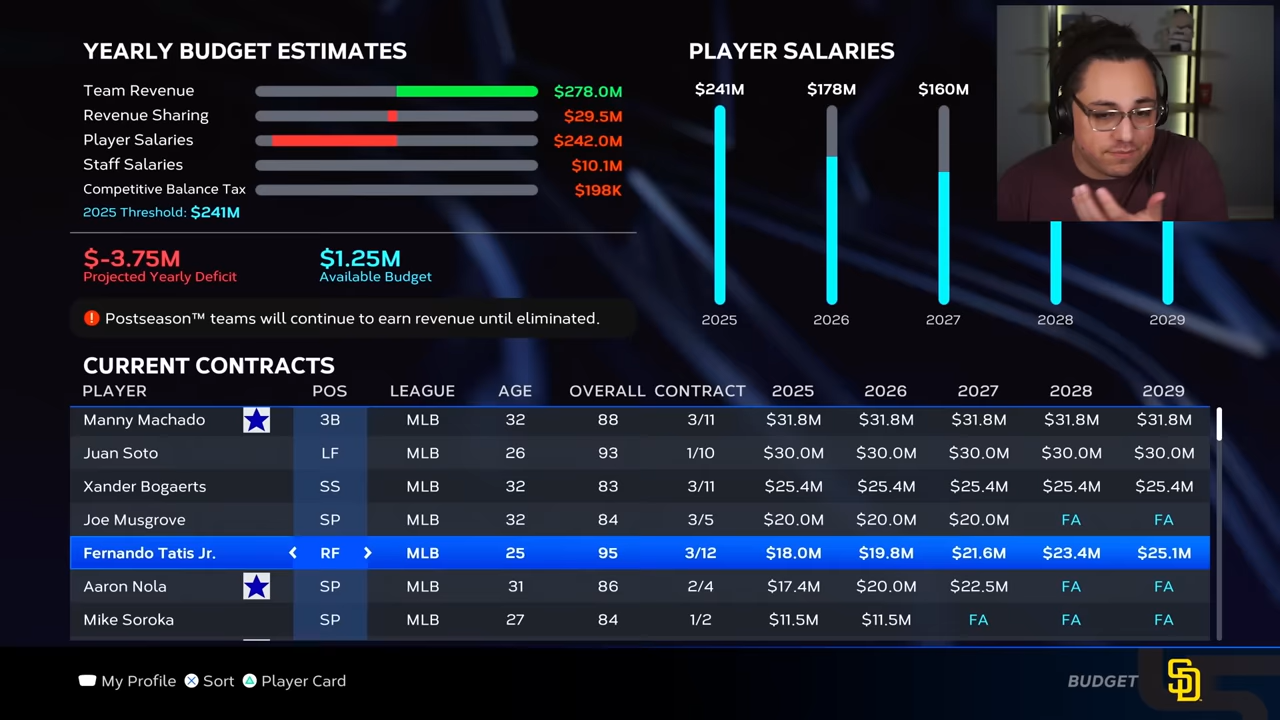 YEARLY BUDGET ESTIMATES
Team Revenue $278.0M
Revenue Sharing $29.5M
Player Salaries $242.0M
Staff Salaries $10.1M
Competitive Balance Tax $198K
2025 Threshold: $241M
$-3.75M $1.25M
Projected Yearly Deficit Available Budget
! Postseason™ teams will continue to earn revenue until eliminated.
PLAYER SALARIES
$241M $178M $160M
2025 2026 2027 2028 2029
CURRENT CONTRACTS
PLAYER POS LEAGUE AGE OVERALL CONTRACT 2025 2026 2027 2028 2029
Manny Machado 3B MLB 32 88 3/11 $31.8M $31.8M $31.8M $31.8M $31.8M
Juan Soto LF MLB 26 93 1/10 $30.0M $30.0M $30.0M $30.0M $30.0M
Xander Bogaerts SS MLB 32 83 3/11 $25.4M $25.4M $25.4M $25.4M $25.4M
Joe Musgrove SP MLB 32 84 3/5 $20.0M $20.0M $20.0M FA FA
Fernando Tatis Jr. RF MLB 25 95 3/12 $18.0M $19.8M $21.6M $23.4M $25.1M
Aaron Nola SP MLB 31 86 2/4 $17.4M $20.0M $22.5M FA FA
Mike Soroka SP MLB 27 84 1/2 $11.5M $11.5M FA FA FA
My Profile Sort Player Card
BUDGET SD